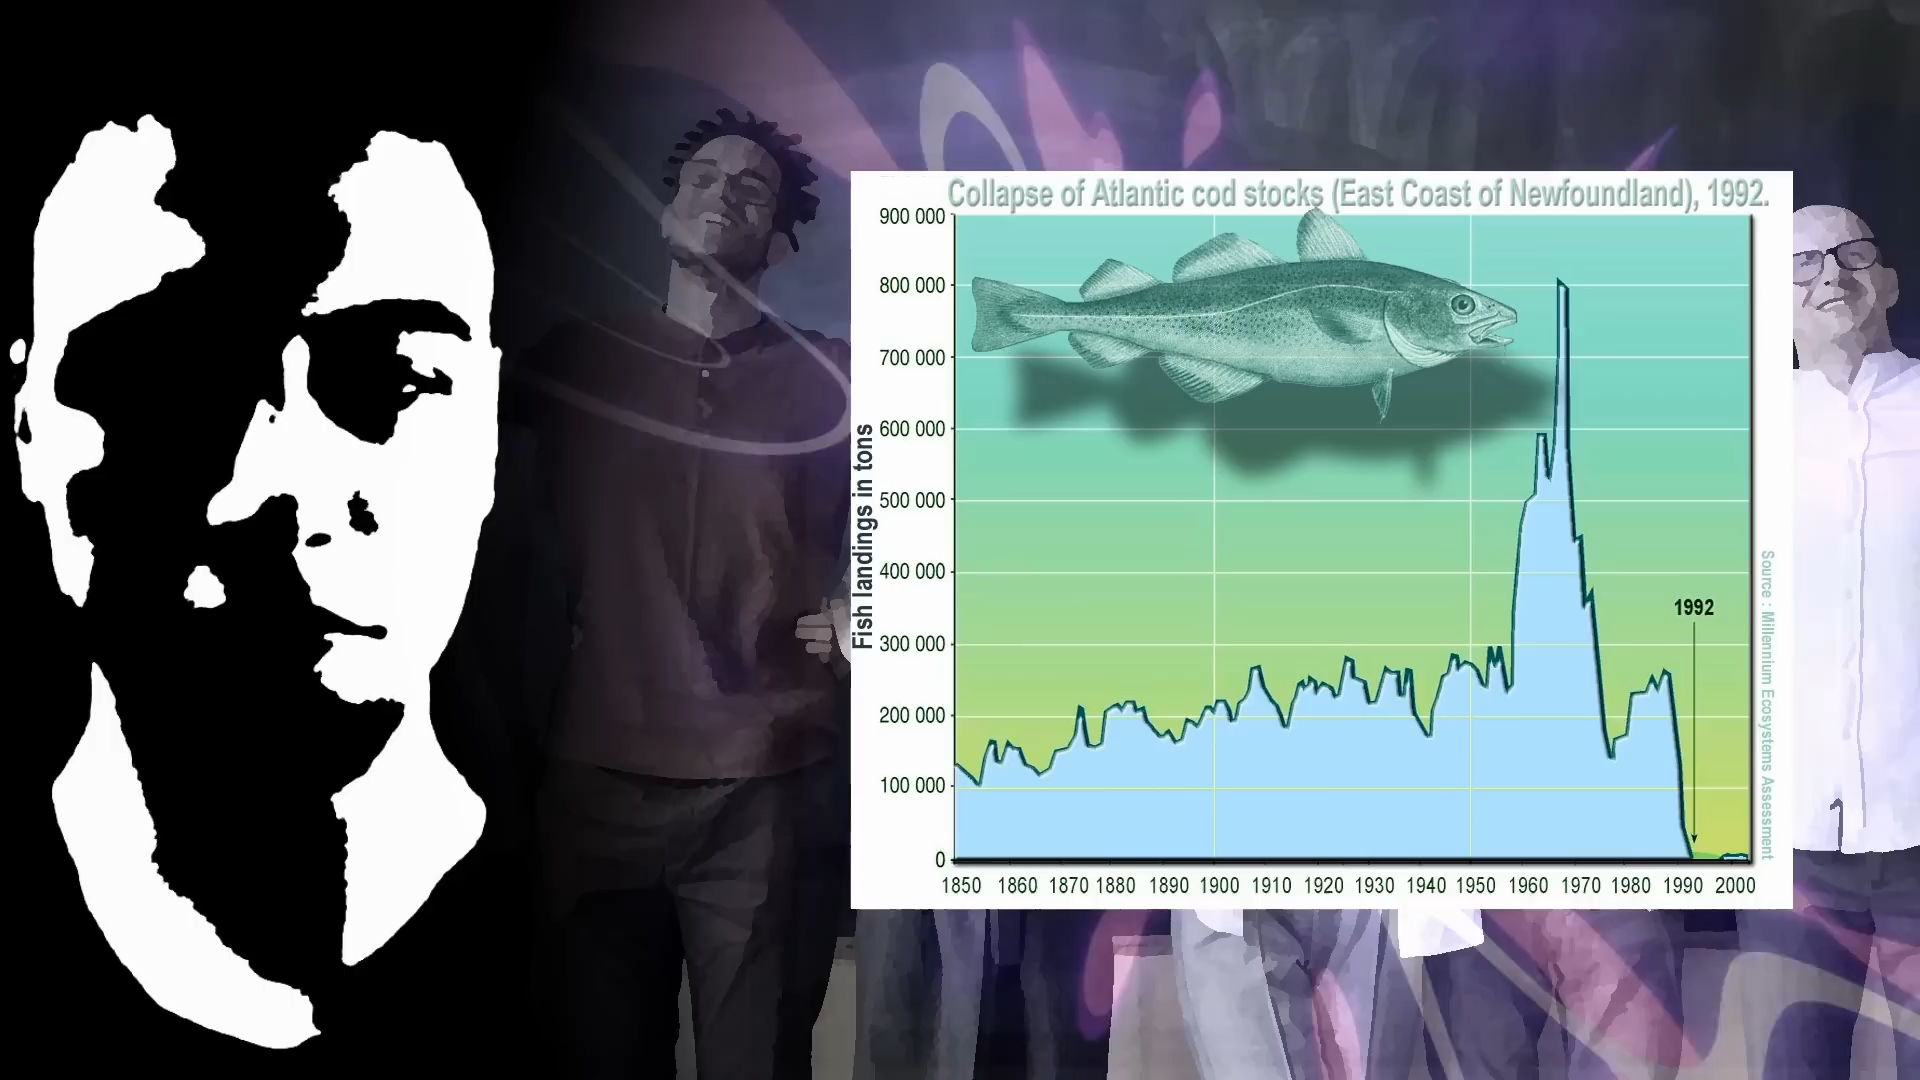 Collapse of Atlantic cod stocks (East Coast of Newfoundland), 1992.
900 000
800 000
700 000
600 000
500 000
400 000
300 000
200 000
100 000
0
Fish landings in tons
1992
Source : Millennium Ecosystems Assessment
1850 1860 1870 1880 1890 1900 1910 1920 1930 1940 1950 1960 1970 1980 1990 2000